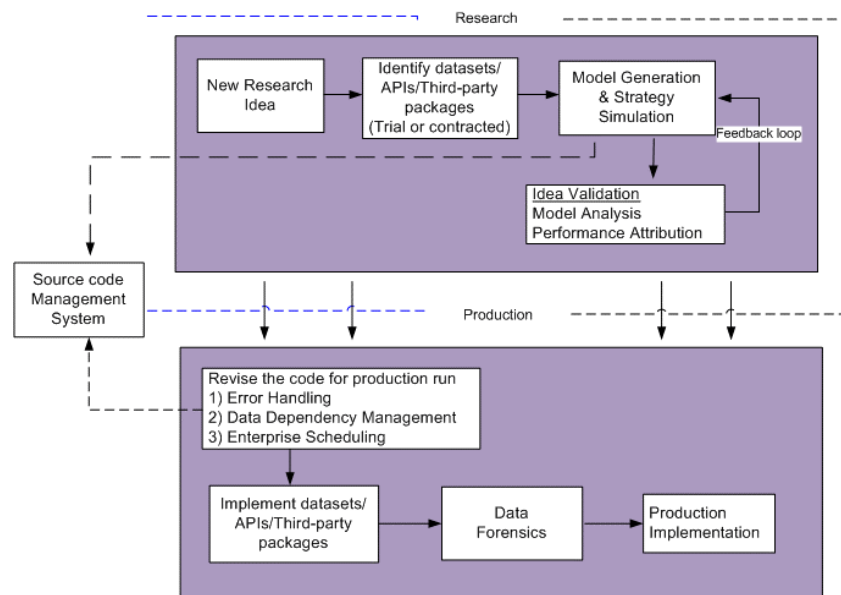 Research
New Research
Idea
Identify datasets/
APIs/Third-party
packages
(Trial or contracted)
Model Generation
& Strategy
Simulation
Feedback loop
Idea Validation
Model Analysis
Performance Attribution
Source code
Management
System
Production
Revise the code for production run
1) Error Handling
2) Data Dependency Management
3) Enterprise Scheduling
Implement datasets/
APIs/Third-party
packages
Data
Forensics
Production
Implementation